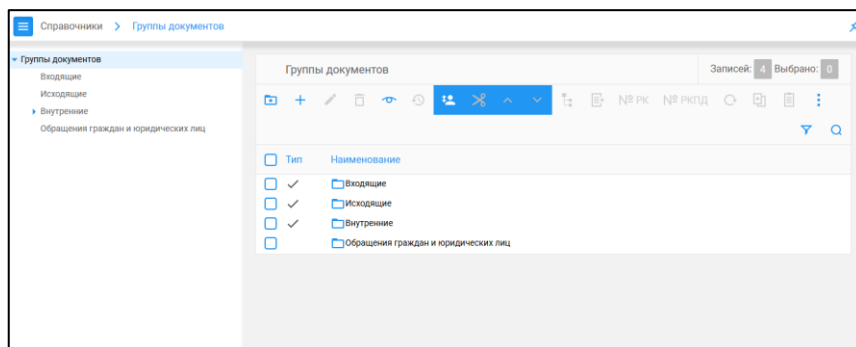 Справочники > Группы документов
Группы документов
Входящие
Исходящие
Внутренние
Обращения граждан и юридических лиц
Группы документов Записей: 4 Выбрано: 0
№ РК № РКПД
Тип Наименование
Входящие
Исходящие
Внутренние
Обращения граждан и юридических лиц